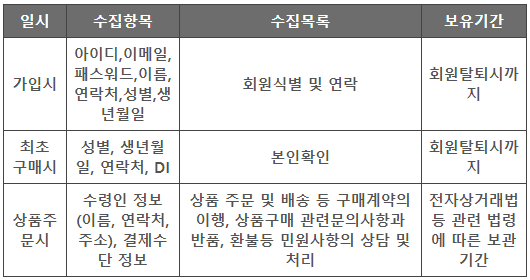 일시 수집항목 수집목록 보유기간
가입시
아이디,이메일,
패스워드,이름,
연락처,성별,생
년월일
회원식별 및 연락
회원탈퇴시까
지
최초
구매시
성별, 생년월
일, 연락처, DI
본인확인
회원탈퇴시까
지
상품주
문시
수령인 정보
(이름, 연락처,
주소), 결제수
단 정보
상품 주문 및 배송 등 구매계약의
이행, 상품구매 관련문의사항과
반품, 환불등 민원사항의 상담 및
처리
전자상거래법
등 관련 법령
에 따른 보관
기간